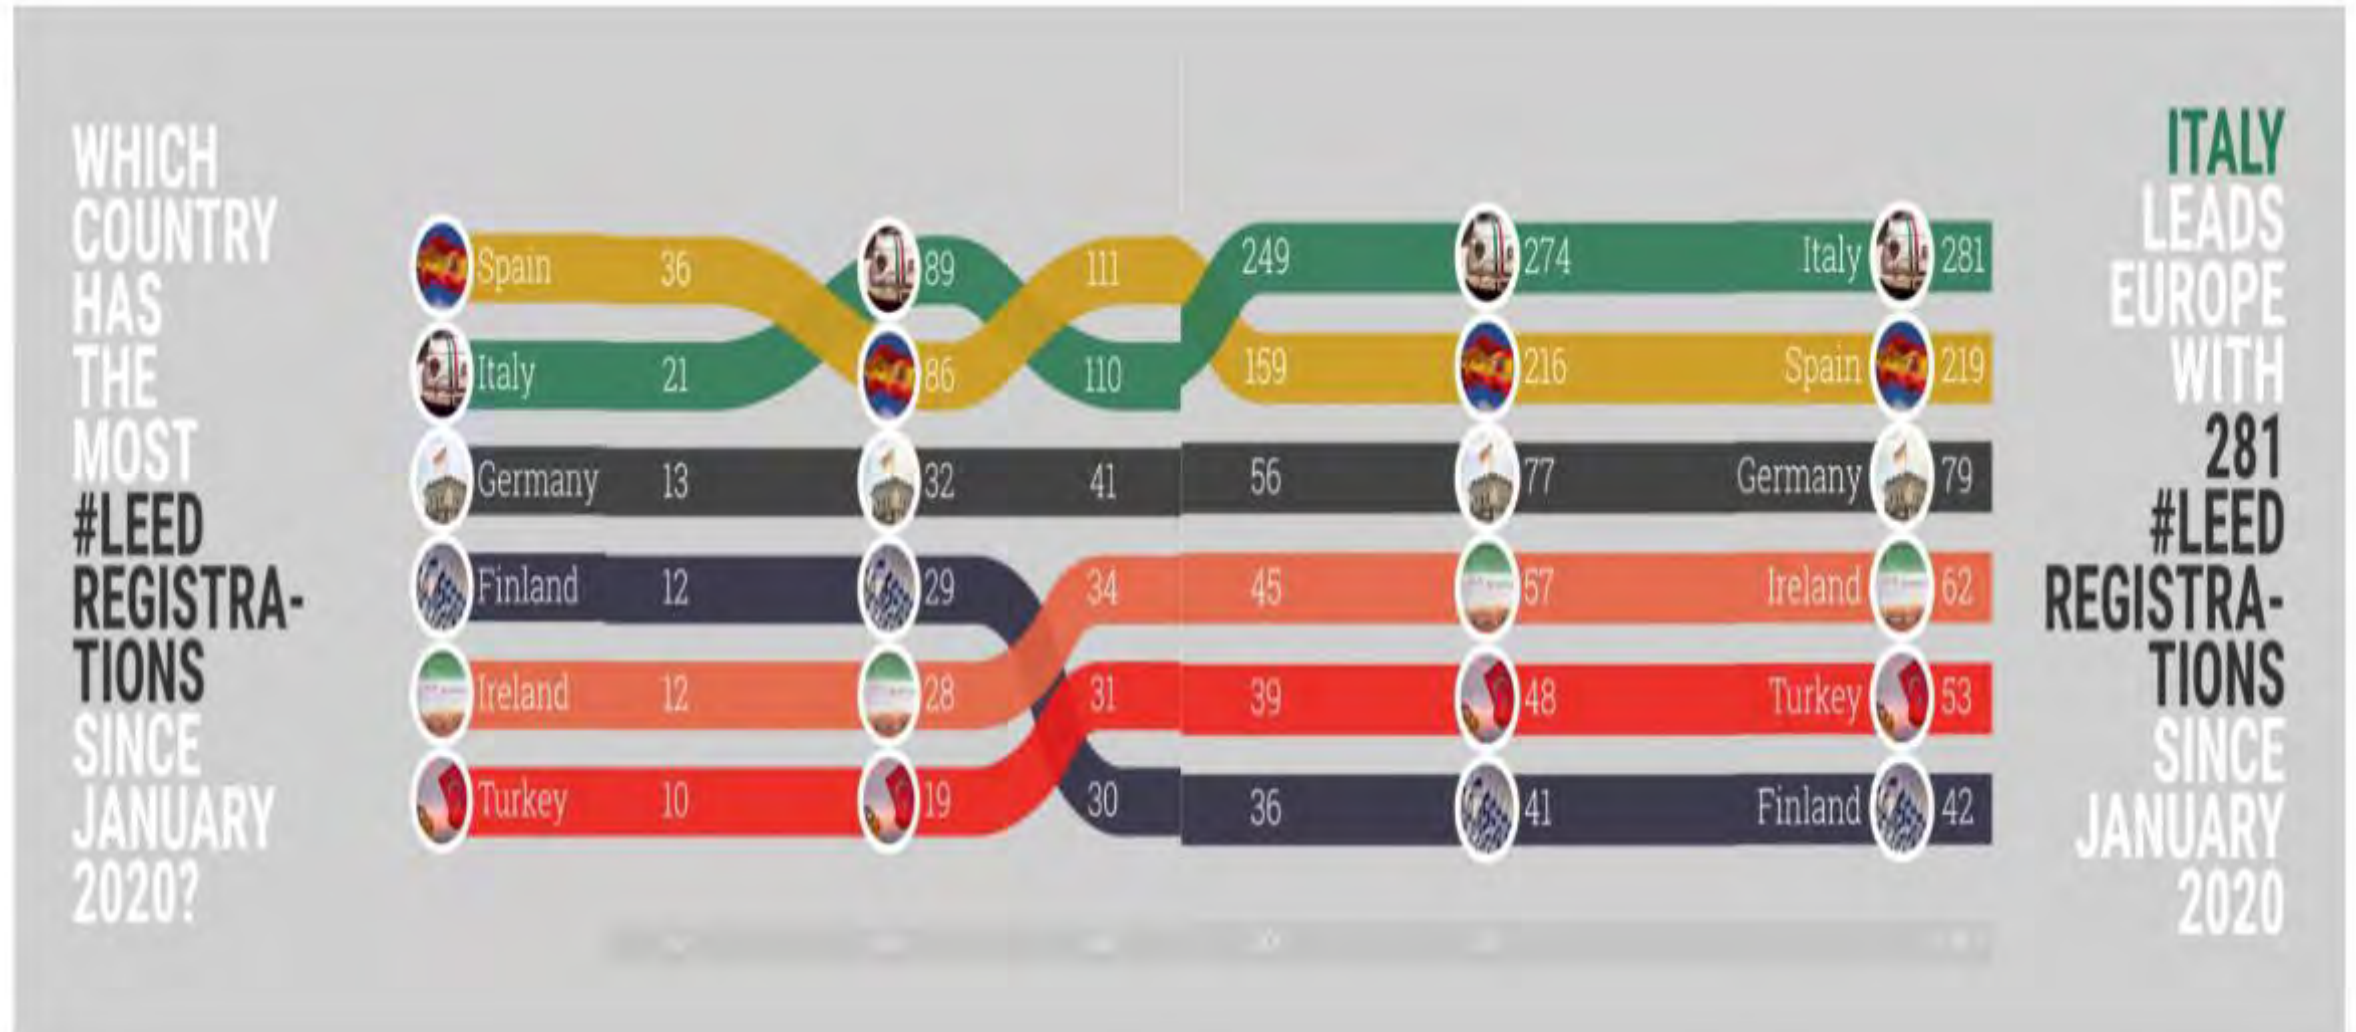 WHICH
COUNTRY
HAS
THE
MOST
#LEED
REGISTRA-
TIONS
SINCE
JANUARY
2020?
Spain 36 89 111 249 274 Italy 281
Italy 21 86 110 159 216 Spain 219
Germany 13 32 41 56 77 Germany 79
Finland 12 29 34 45 57 Ireland 62
Ireland 12 28 31 39 48 Turkey 53
Turkey 10 19 30 36 41 Finland 42
ITALY
LEADS
EUROPE
WITH
281
#LEED
REGISTRA-
TIONS
SINCE
JANUARY
2020